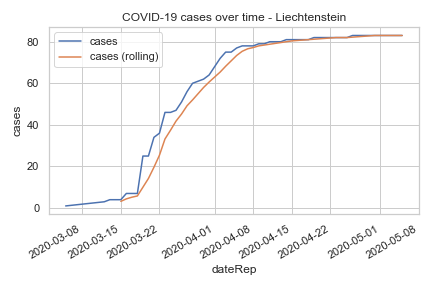 COVID-19 cases over time - Liechtenstein
cases
cases (rolling)
80
60
40
20
0
cases
2020-03-08
2020-03-15
2020-03-22
2020-04-01
2020-04-08
2020-04-15
2020-04-22
2020-05-01
2020-05-08
dateRep